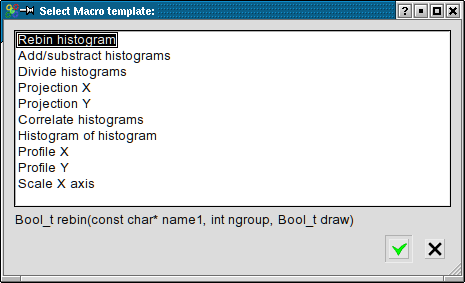 Select Macro template:
Rebin histogram
Add/substract histograms
Divide histograms
Projection X
Projection Y
Correlate histograms
Histogram of histogram
Profile X
Profile Y
Scale X axis
Bool_t rebin(const char* name1, int ngroup, Bool_t draw)